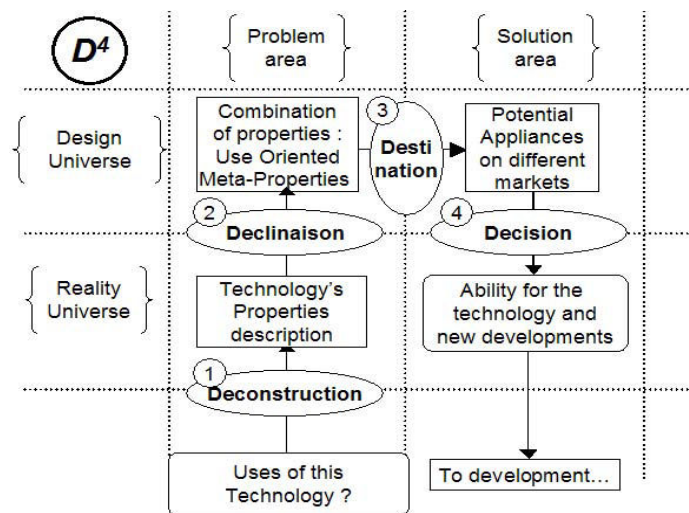 D4
Problem
area
Solution
area
Design
Universe
Combination
of properties :
Use Oriented
Meta-Properties
3
Desti
nation
Potential
Appliances
on different
markets
2
Declinaison
4
Decision
Reality
Universe
Technology's
Properties
description
Ability for the
technology and
new developments
1
Deconstruction
Uses of this
Technology ?
To development...